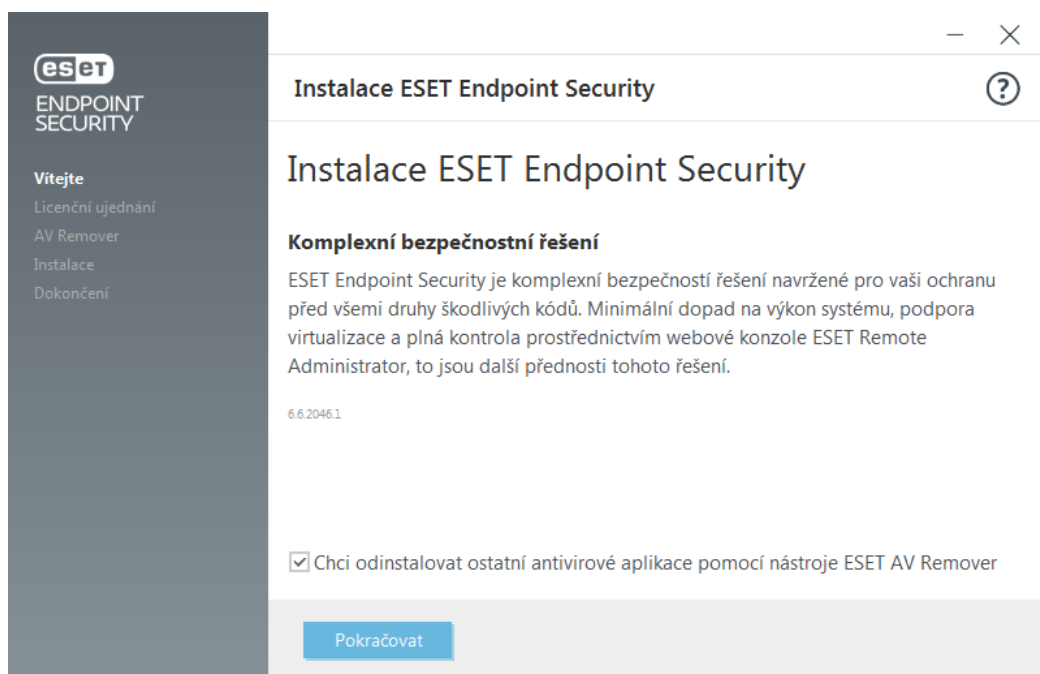 eset
ENDPOINT
SECURITY
Vítejte
Licenční ujednání
AV Remover
Instalace
Dokončení
Instalace ESET Endpoint Security
?
Instalace ESET Endpoint Security
Komplexní bezpečnostní řešení
ESET Endpoint Security je komplexní bezpečností řešení navržené pro vaši ochranu
před všemi druhy škodlivých kódů. Minimální dopad na výkon systému, podpora
virtualizace a plná kontrola prostřednictvím webové konzole ESET Remote
Administrator, to jsou další přednosti tohoto řešení.
6.6.2046.1
Chci odinstalovat ostatní antivirové aplikace pomocí nástroje ESET AV Remover
Pokračovat